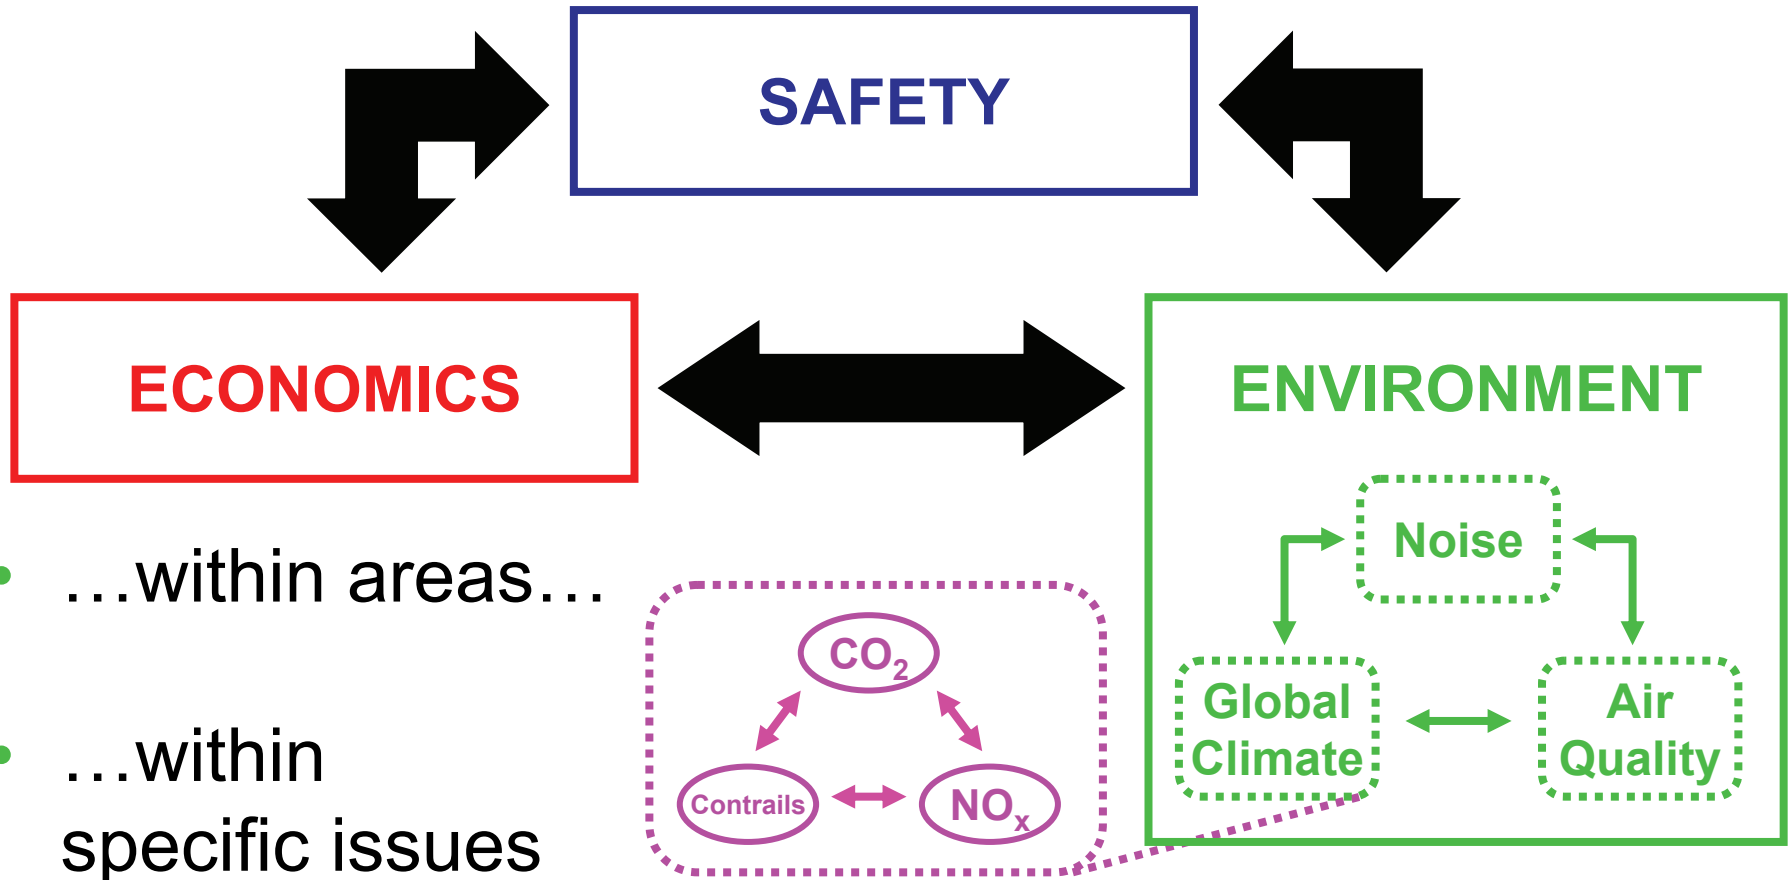 SAFETY
ECONOMICS
ENVIRONMENT
Noise
Global
Climate
Air
Quality
• …within areas…
CO₂
Contrails
NOₓ
• …within
specific issues